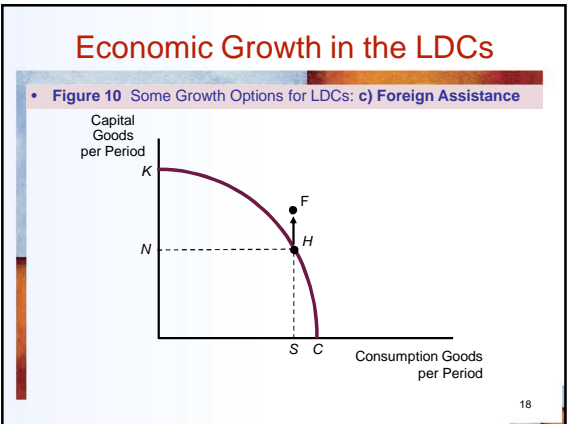 Economic Growth in the LDCs
• Figure 10 Some Growth Options for LDCs: c) Foreign Assistance
Capital
Goods
per Period
K
F
H
N
S C
Consumption Goods
per Period
18